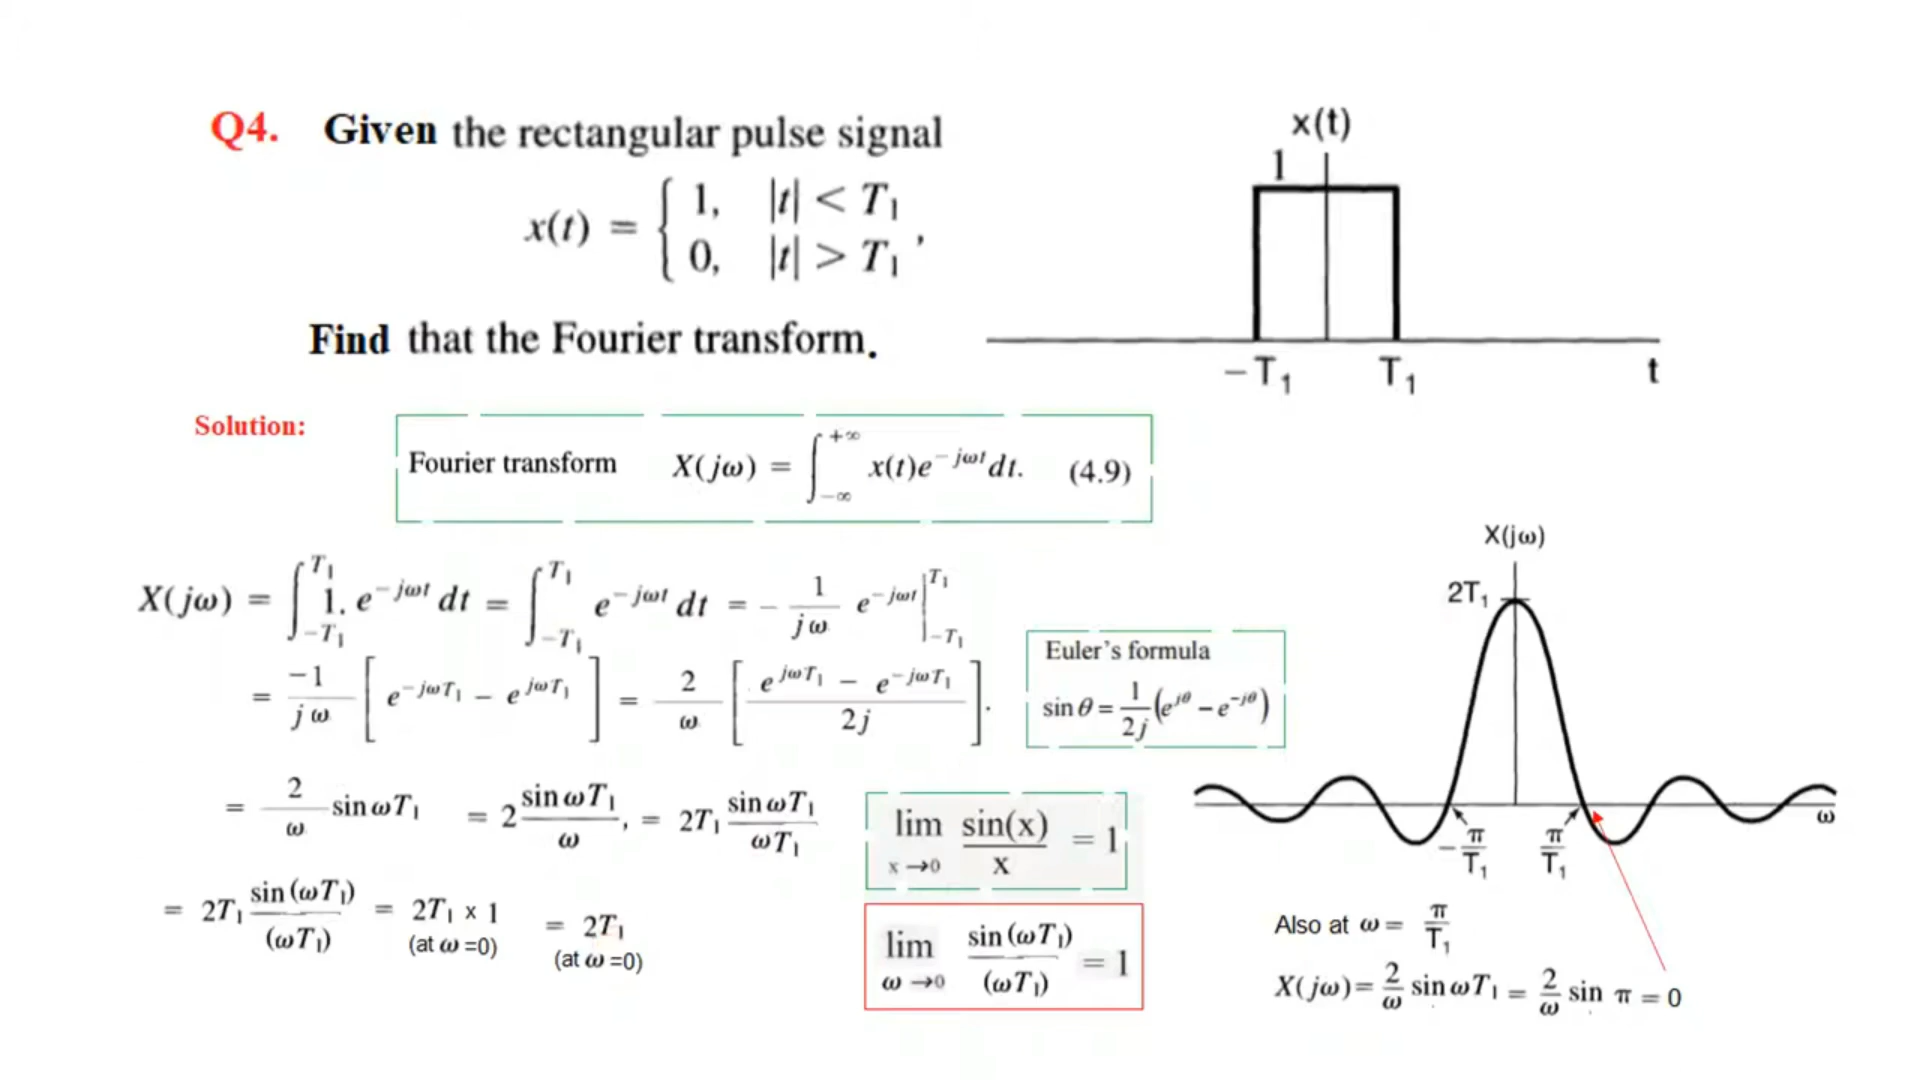 Q4. Given the rectangular pulse signal
x(t) = { 1, |t| < T₁
0, |t| > T₁ ,
Find that the Fourier transform.
x(t)
1
−T₁ T₁ t
Solution:
Fourier transform X(jω) = ∫_{−∞}^{+∞} x(t)e^{−jωt} dt. (4.9)
X(jω) = ∫_{−T₁}^{T₁} 1. e^{−jωt} dt = ∫_{−T₁}^{T₁} e^{−jωt} dt = − 1/(jω) e^{−jωt} |_{−T₁}^{T₁}
= −1/(jω) [ e^{−jωT₁} − e^{jωT₁} ] = 2/ω [ (e^{jωT₁} − e^{−jωT₁})/(2j) ].
Euler's formula
sin θ = 1/(2j) (e^{jθ} − e^{−jθ})
= 2/ω sin ωT₁ = 2 (sin ωT₁)/ω , = 2T₁ (sin ωT₁)/(ωT₁)
lim x→0 sin(x)/x = 1
= 2T₁ sin (ωT₁)/(ωT₁) = 2T₁ x 1 = 2T₁
(at ω =0) (at ω =0)
lim ω→0 sin (ωT₁)/(ωT₁) = 1
X(jω)
2T₁
ω
− π/T₁ π/T₁
Also at ω = π/T₁
X(jω) = 2/ω sin ωT₁ = 2/ω sin π = 0